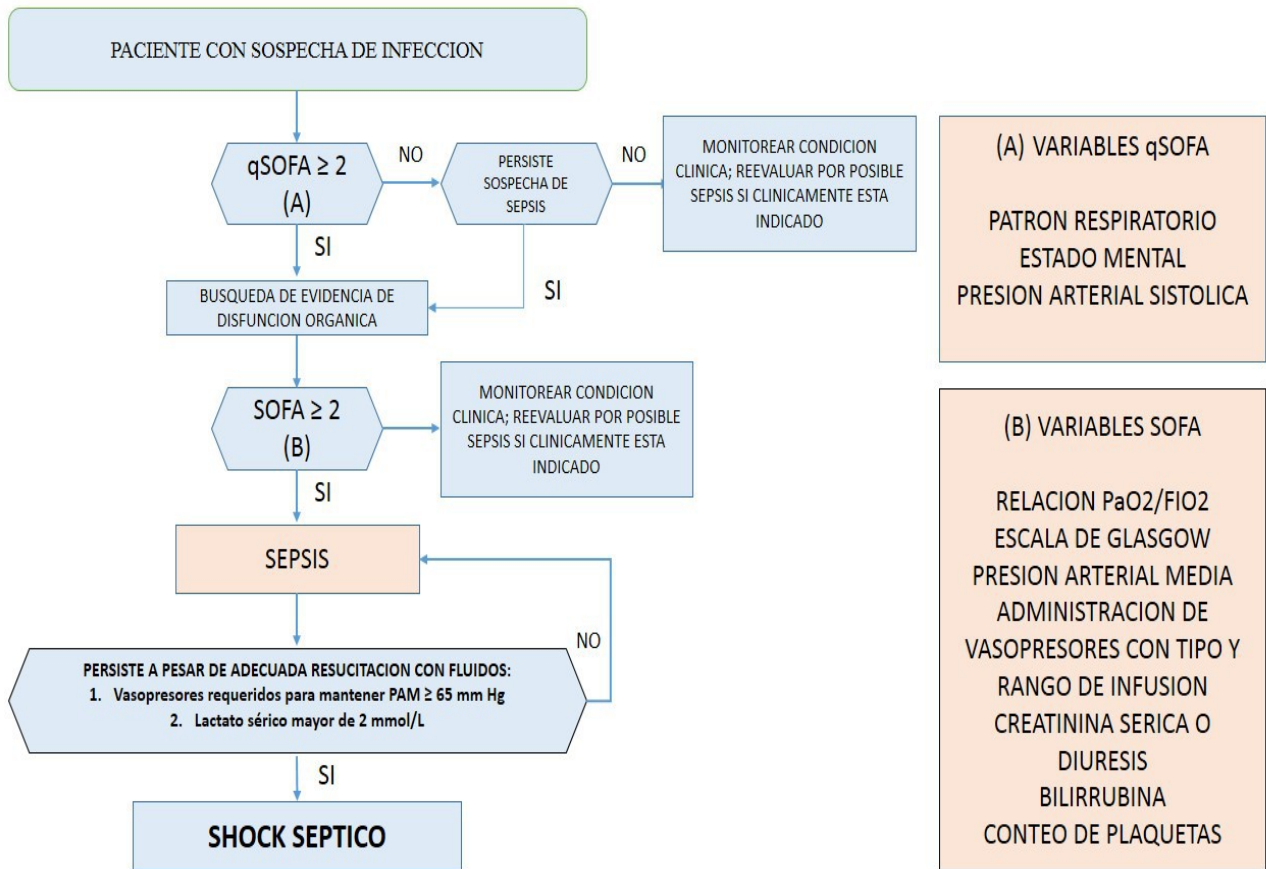 PACIENTE CON SOSPECHA DE INFECCION
qSOFA ≥ 2
(A)
NO
PERSISTE
SOSPECHA DE
SEPSIS
NO
MONITOREAR CONDICION
CLINICA; REEVALUAR POR POSIBLE
SEPSIS SI CLINICAMENTE ESTA
INDICADO
SI
SI
BUSQUEDA DE EVIDENCIA DE
DISFUNCION ORGANICA
SOFA ≥ 2
(B)
MONITOREAR CONDICION
CLINICA; REEVALUAR POR POSIBLE
SEPSIS SI CLINICAMENTE ESTA
INDICADO
SI
SEPSIS
NO
PERSISTE A PESAR DE ADECUADA RESUCITACION CON FLUIDOS:
1. Vasopresores requeridos para mantener PAM ≥ 65 mm Hg
2. Lactato sérico mayor de 2 mmol/L
SI
SHOCK SEPTICO
(A) VARIABLES qSOFA
PATRON RESPIRATORIO
ESTADO MENTAL
PRESION ARTERIAL SISTOLICA
(B) VARIABLES SOFA
RELACION PaO2/FIO2
ESCALA DE GLASGOW
PRESION ARTERIAL MEDIA
ADMINISTRACION DE
VASOPRESORES CON TIPO Y
RANGO DE INFUSION
CREATININA SERICA O
DIURESIS
BILIRRUBINA
CONTEO DE PLAQUETAS